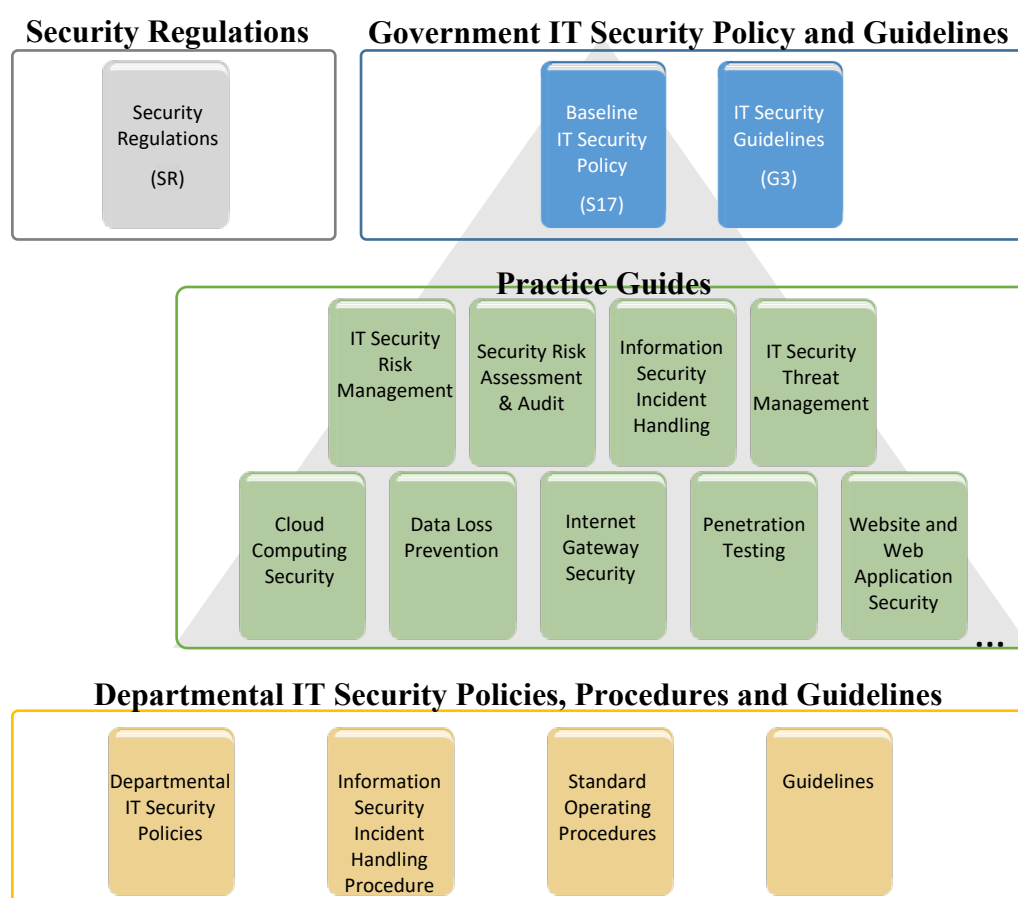 Security Regulations
Government IT Security Policy and Guidelines
Security
Regulations
(SR)
Baseline
IT Security
Policy
(S17)
IT Security
Guidelines
(G3)
Practice Guides
IT Security
Risk
Management
Security Risk
Assessment
& Audit
Information
Security
Incident
Handling
IT Security
Threat
Management
Cloud
Computing
Security
Data Loss
Prevention
Internet
Gateway
Security
Penetration
Testing
Website and
Web
Application
Security
...
Departmental IT Security Policies, Procedures and Guidelines
Departmental
IT Security
Policies
Information
Security
Incident
Handling
Procedure
Standard
Operating
Procedures
Guidelines